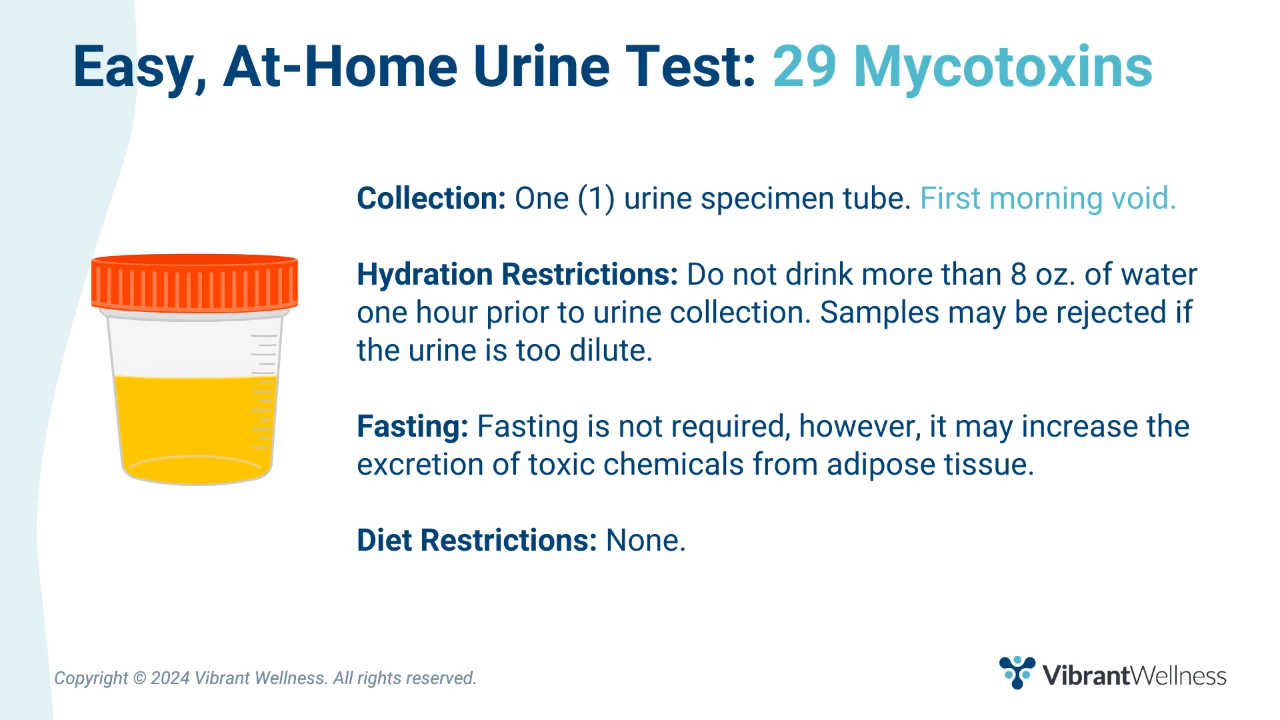 Easy, At-Home Urine Test: 29 Mycotoxins
Collection: One (1) urine specimen tube. First morning void.
Hydration Restrictions: Do not drink more than 8 oz. of water
one hour prior to urine collection. Samples may be rejected if
the urine is too dilute.
Fasting: Fasting is not required, however, it may increase the
excretion of toxic chemicals from adipose tissue.
Diet Restrictions: None.
Copyright © 2024 Vibrant Wellness. All rights reserved.
VibrantWellness